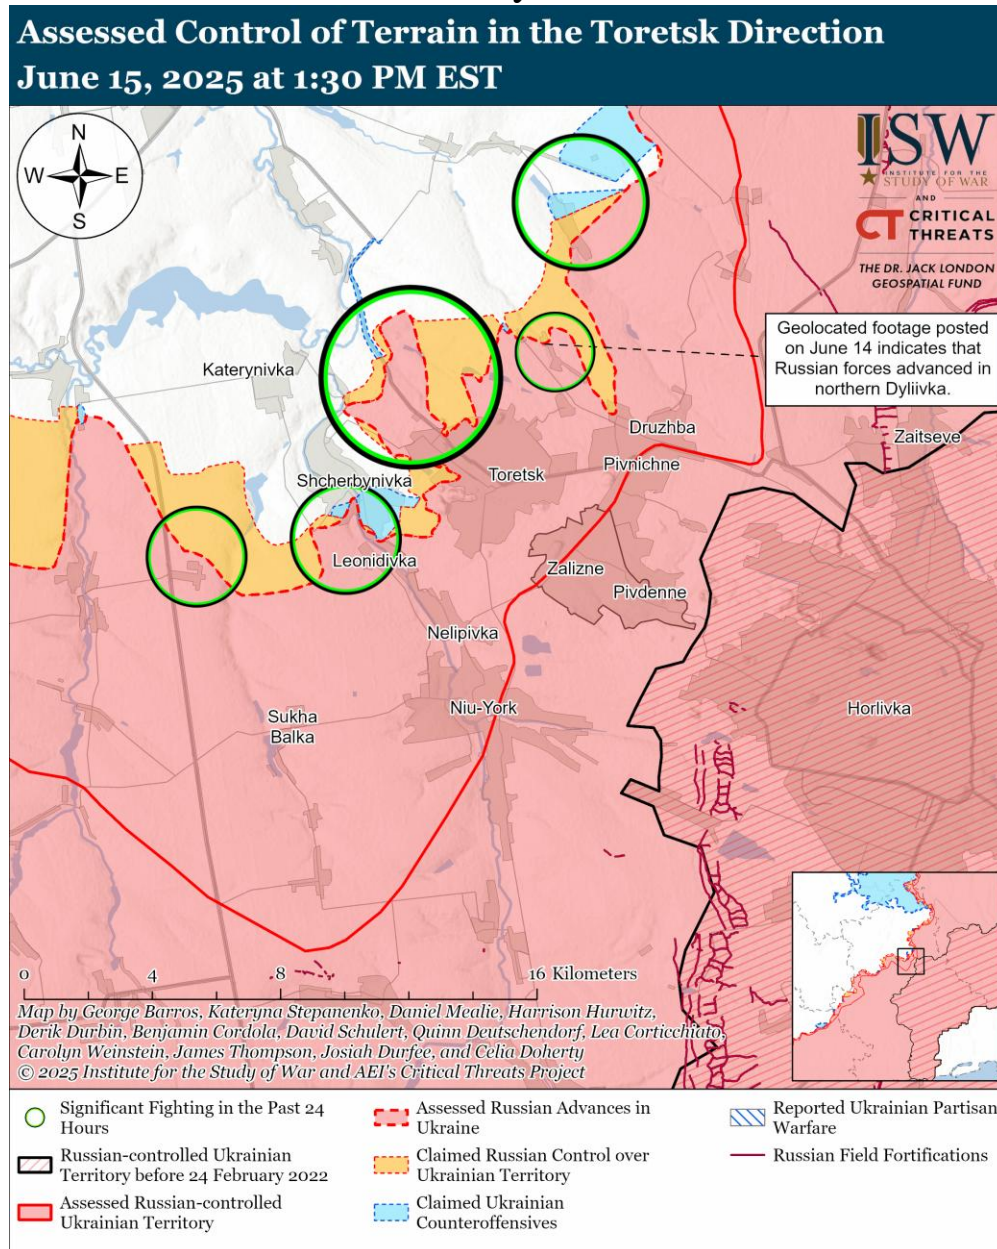 Assessed Control of Terrain in the Toretsk Direction
June 15, 2025 at 1:30 PM EST
N
W
E
S
ISW
INSTITUTE FOR THE
STUDY OF WAR
AND
CT CRITICAL
THREATS
THE DR. JACK LONDON
GEOSPATIAL FUND
Geolocated footage posted
on June 14 indicates that
Russian forces advanced in
northern Dyliivka.
Katerynivka
Druzhba
Zaitseve
Pivnichne
Shcherbynivka
Toretsk
Leonidivka
Zalizne
Pivdenne
Nelipivka
Niu-York
Horlivka
Sukha
Balka
0
4
8
16 Kilometers
Map by George Barros, Kateryna Stepanenko, Daniel Mealie, Harrison Hurwitz,
Derik Durbin, Benjamin Cordola, David Schulert, Quinn Deutschendorf, Lea Corticchiato,
Carolyn Weinstein, James Thompson, Josiah Durfee, and Celia Doherty
© 2025 Institute for the Study of War and AEI's Critical Threats Project
Significant Fighting in the Past 24
Hours
Russian-controlled Ukrainian
Territory before 24 February 2022
Assessed Russian-controlled
Ukrainian Territory
Assessed Russian Advances in
Ukraine
Claimed Russian Control over
Ukrainian Territory
Claimed Ukrainian
Counteroffensives
Reported Ukrainian Partisan
Warfare
Russian Field Fortifications